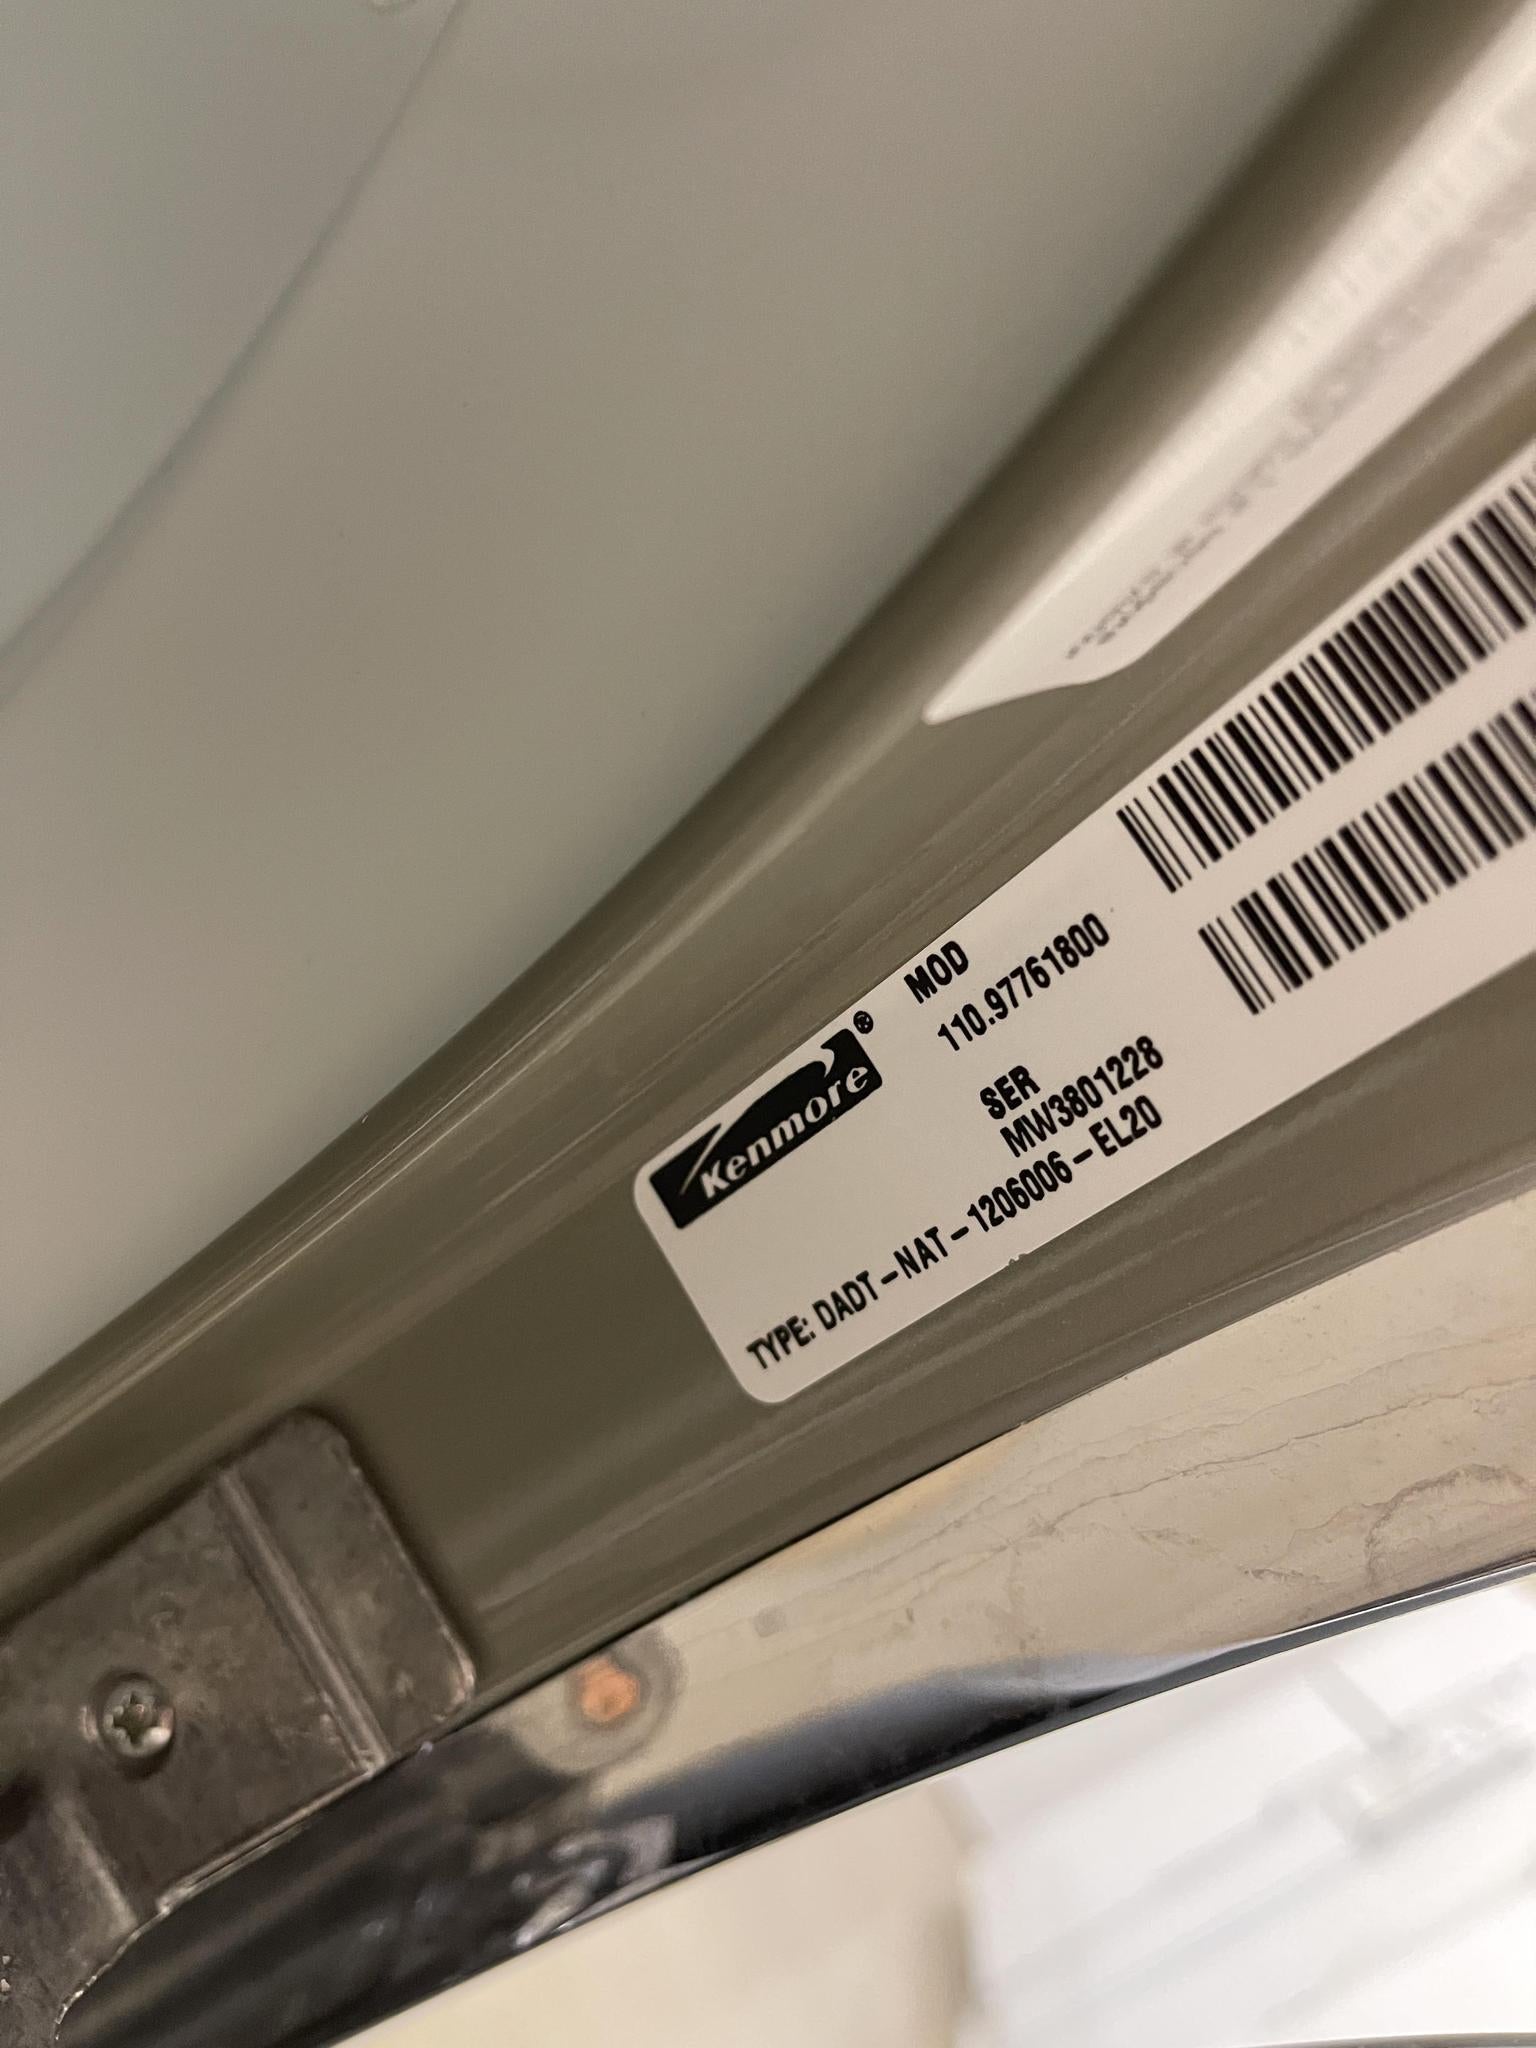 Kenmore®
MOD
110.97761800
SER
MW3801228
TYPE: DADT-NAT-1206006-EL20